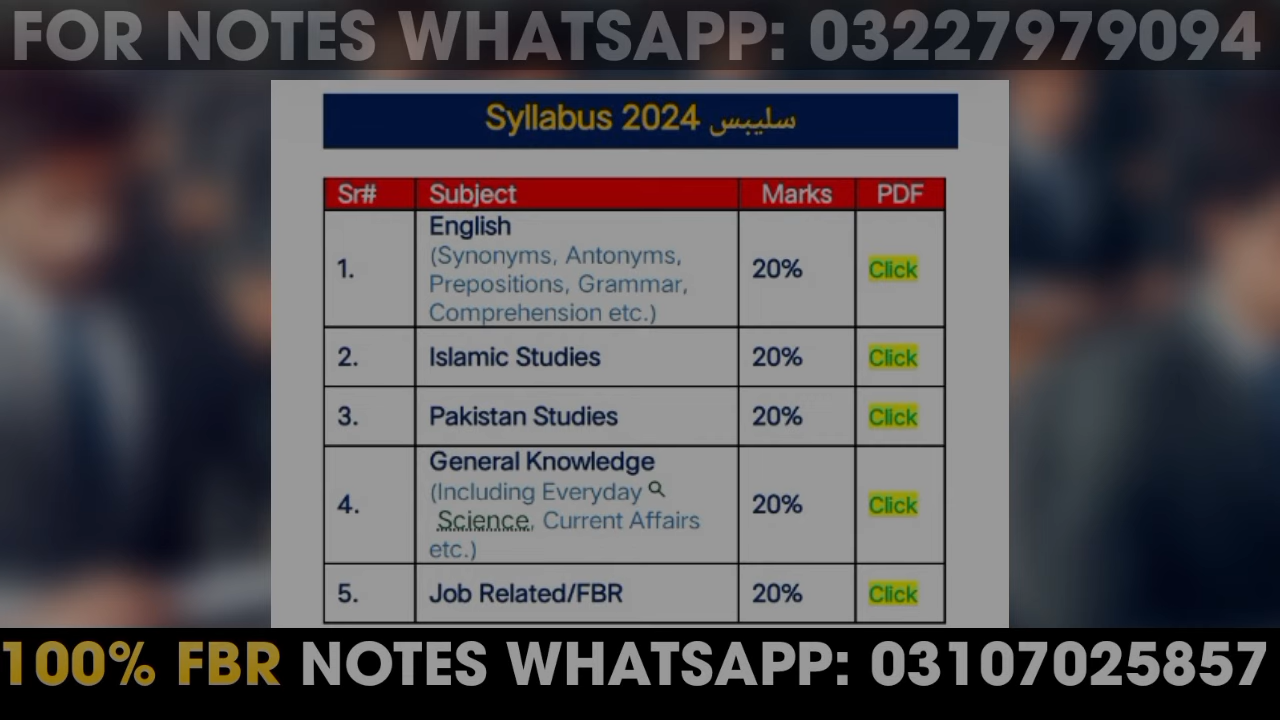 FOR NOTES WHATSAPP: 03227979094
Syllabus 2024 سلیبس
Sr# Subject Marks PDF
English
(Synonyms, Antonyms,
1. Prepositions, Grammar, 20% Click
Comprehension etc.)
2. Islamic Studies 20% Click
3. Pakistan Studies 20% Click
General Knowledge
(Including Everyday
4. Science, Current Affairs 20% Click
etc.)
5. Job Related/FBR 20% Click
100% FBR NOTES WHATSAPP: 03107025857